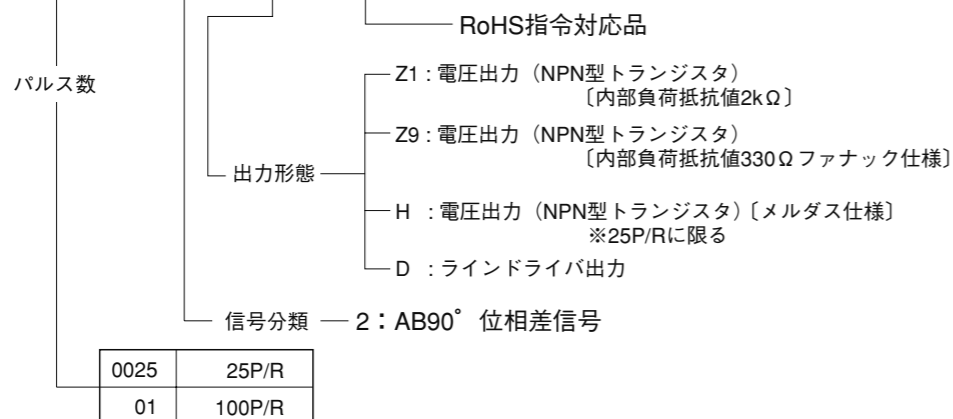 RoHS指令対応品
パルス数
Z1 : 電圧出力（NPN型トランジスタ）
〔内部負荷抵抗値2kΩ〕
Z9 : 電圧出力（NPN型トランジスタ）
〔内部負荷抵抗値330Ωファナック仕様〕
出力形態
H : 電圧出力（NPN型トランジスタ）〔メルダス仕様〕
※25P/Rに限る
D : ラインドライバ出力
信号分類 2：AB90°位相差信号
0025 25P/R
01 100P/R